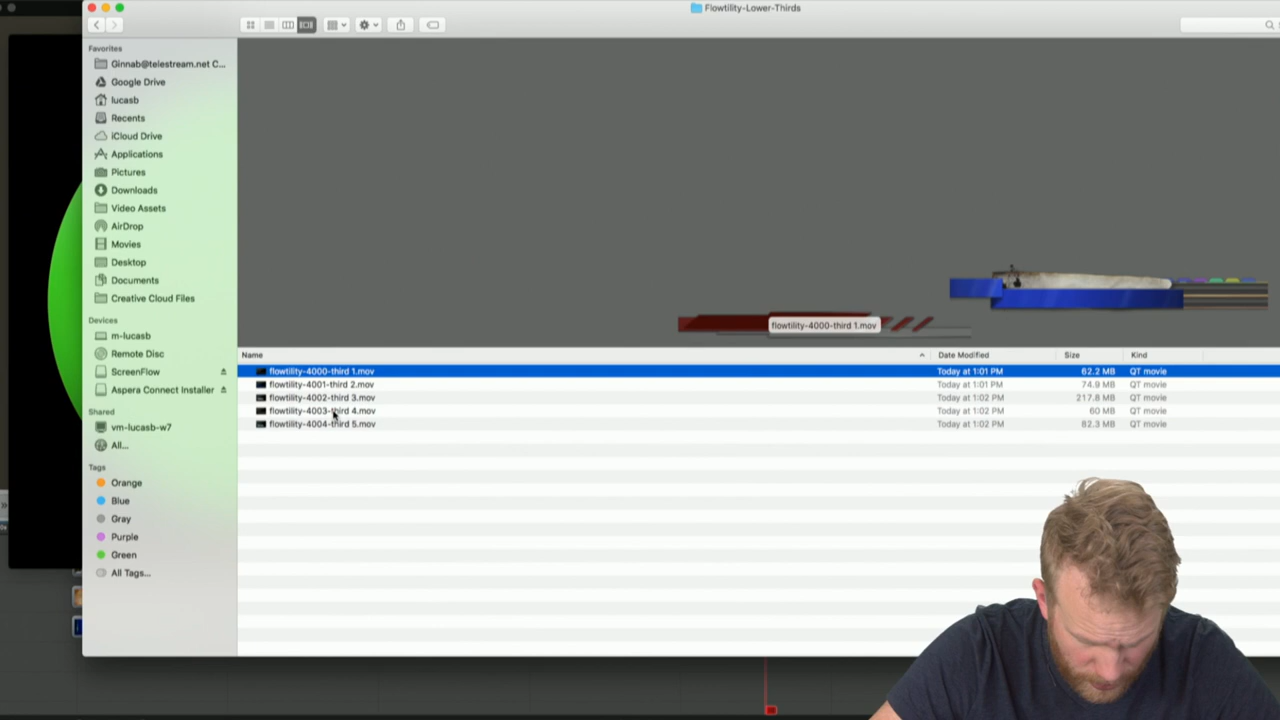 Flowtility-Lower-Thirds
Favorites
Ginnab@telestream.net C...
Google Drive
lucasb
Recents
iCloud Drive
Applications
Pictures
Downloads
Video Assets
AirDrop
Movies
Desktop
Documents
Creative Cloud Files
Devices
m-lucasb
Remote Disc
ScreenFlow
Aspera Connect Installer
Shared
vm-lucasb-w7
All...
Tags
Orange
Blue
Gray
Purple
Green
All Tags...
flowtility-4000-third 1.mov
Name Date Modified Size Kind
flowtility-4000-third 1.mov Today at 1:01 PM 62.2 MB QT movie
flowtility-4001-third 2.mov Today at 1:01 PM 74.9 MB QT movie
flowtility-4002-third 3.mov Today at 1:02 PM 217.8 MB QT movie
flowtility-4003-third 4.mov Today at 1:02 PM 60 MB QT movie
flowtility-4004-third 5.mov Today at 1:02 PM 82.3 MB QT movie